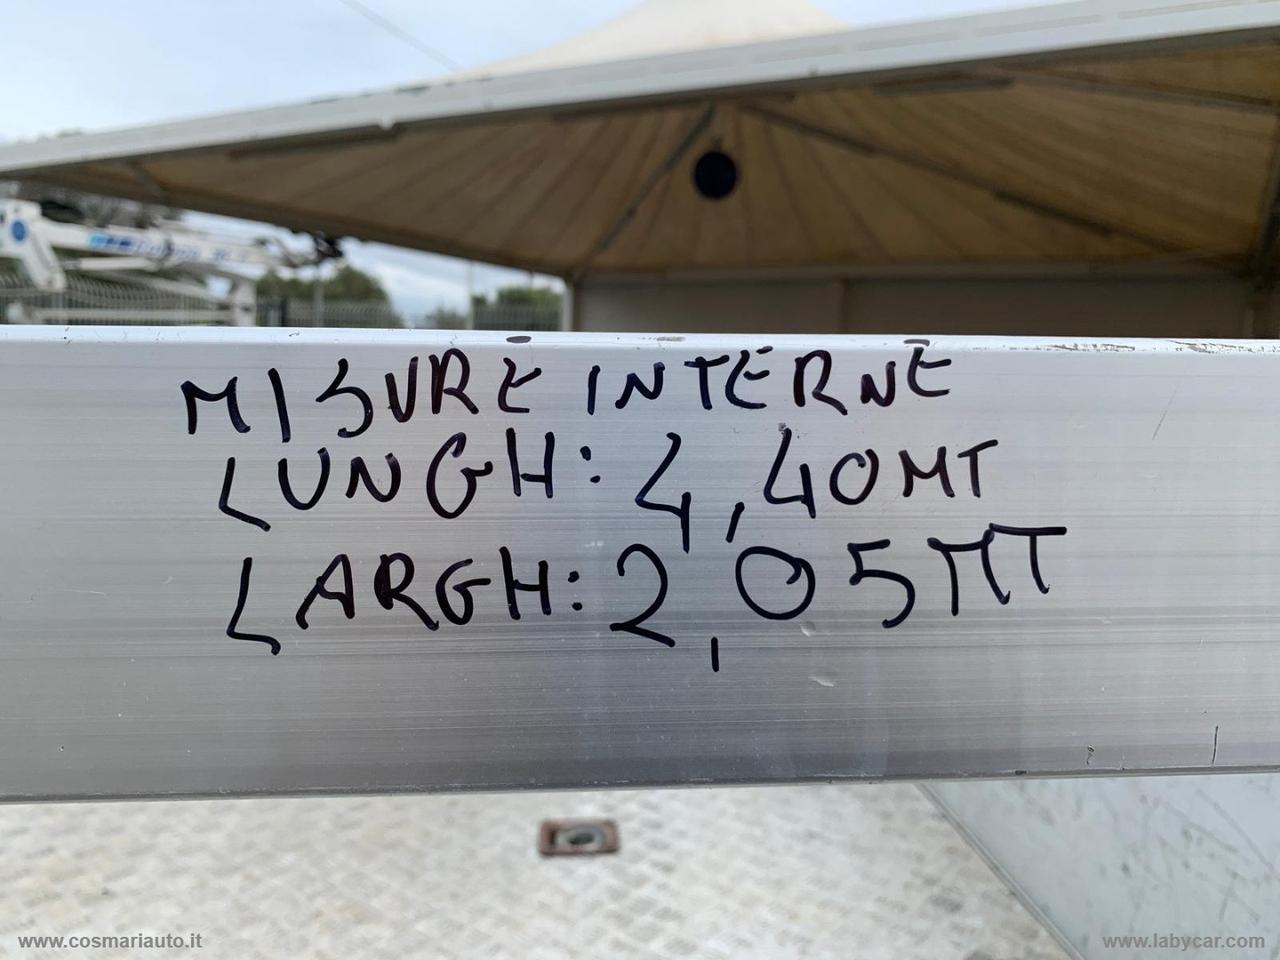 MISURE INTERNE
LUNGH: 4,40MT
LARGH: 2,05MT
www.cosmariauto.it
www.labycar.com